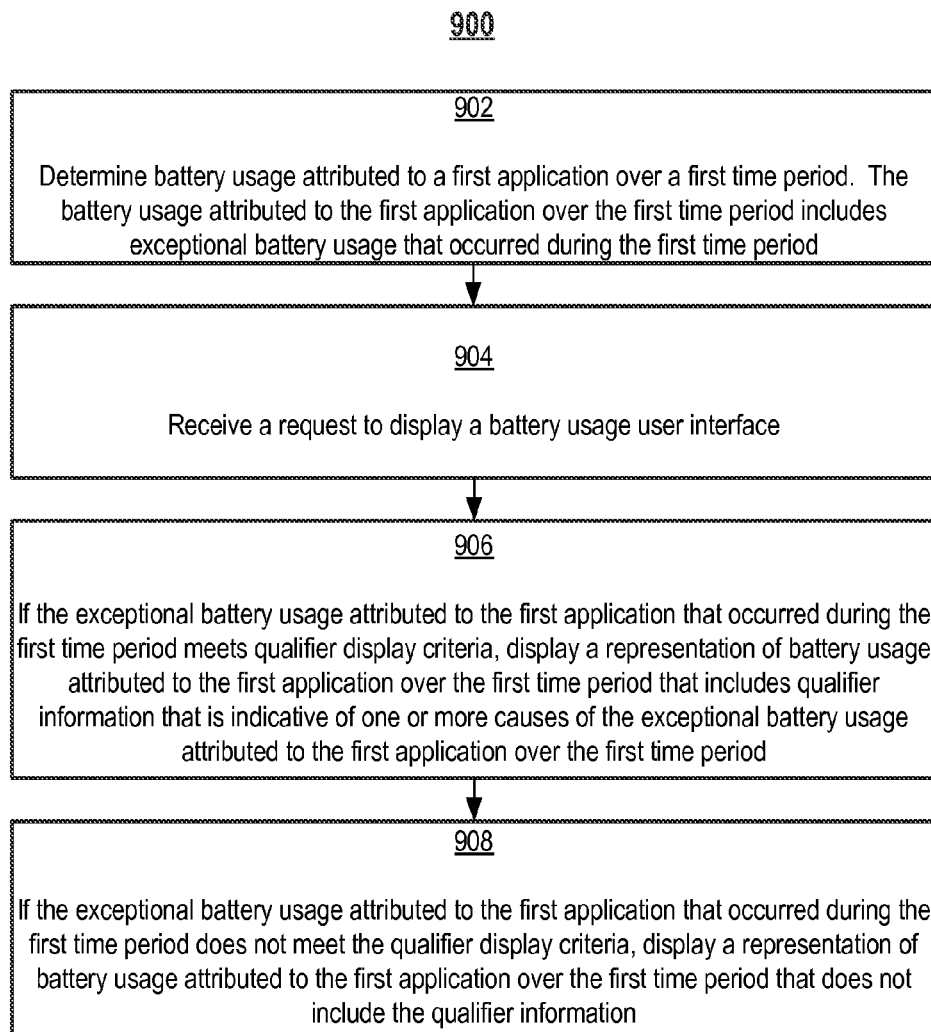 900
902
Determine battery usage attributed to a first application over a first time period. The
battery usage attributed to the first application over the first time period includes
exceptional battery usage that occurred during the first time period
904
Receive a request to display a battery usage user interface
906
If the exceptional battery usage attributed to the first application that occurred during the
first time period meets qualifier display criteria, display a representation of battery usage
attributed to the first application over the first time period that includes qualifier
information that is indicative of one or more causes of the exceptional battery usage
attributed to the first application over the first time period
908
If the exceptional battery usage attributed to the first application that occurred during the
first time period does not meet the qualifier display criteria, display a representation of
battery usage attributed to the first application over the first time period that does not
include the qualifier information